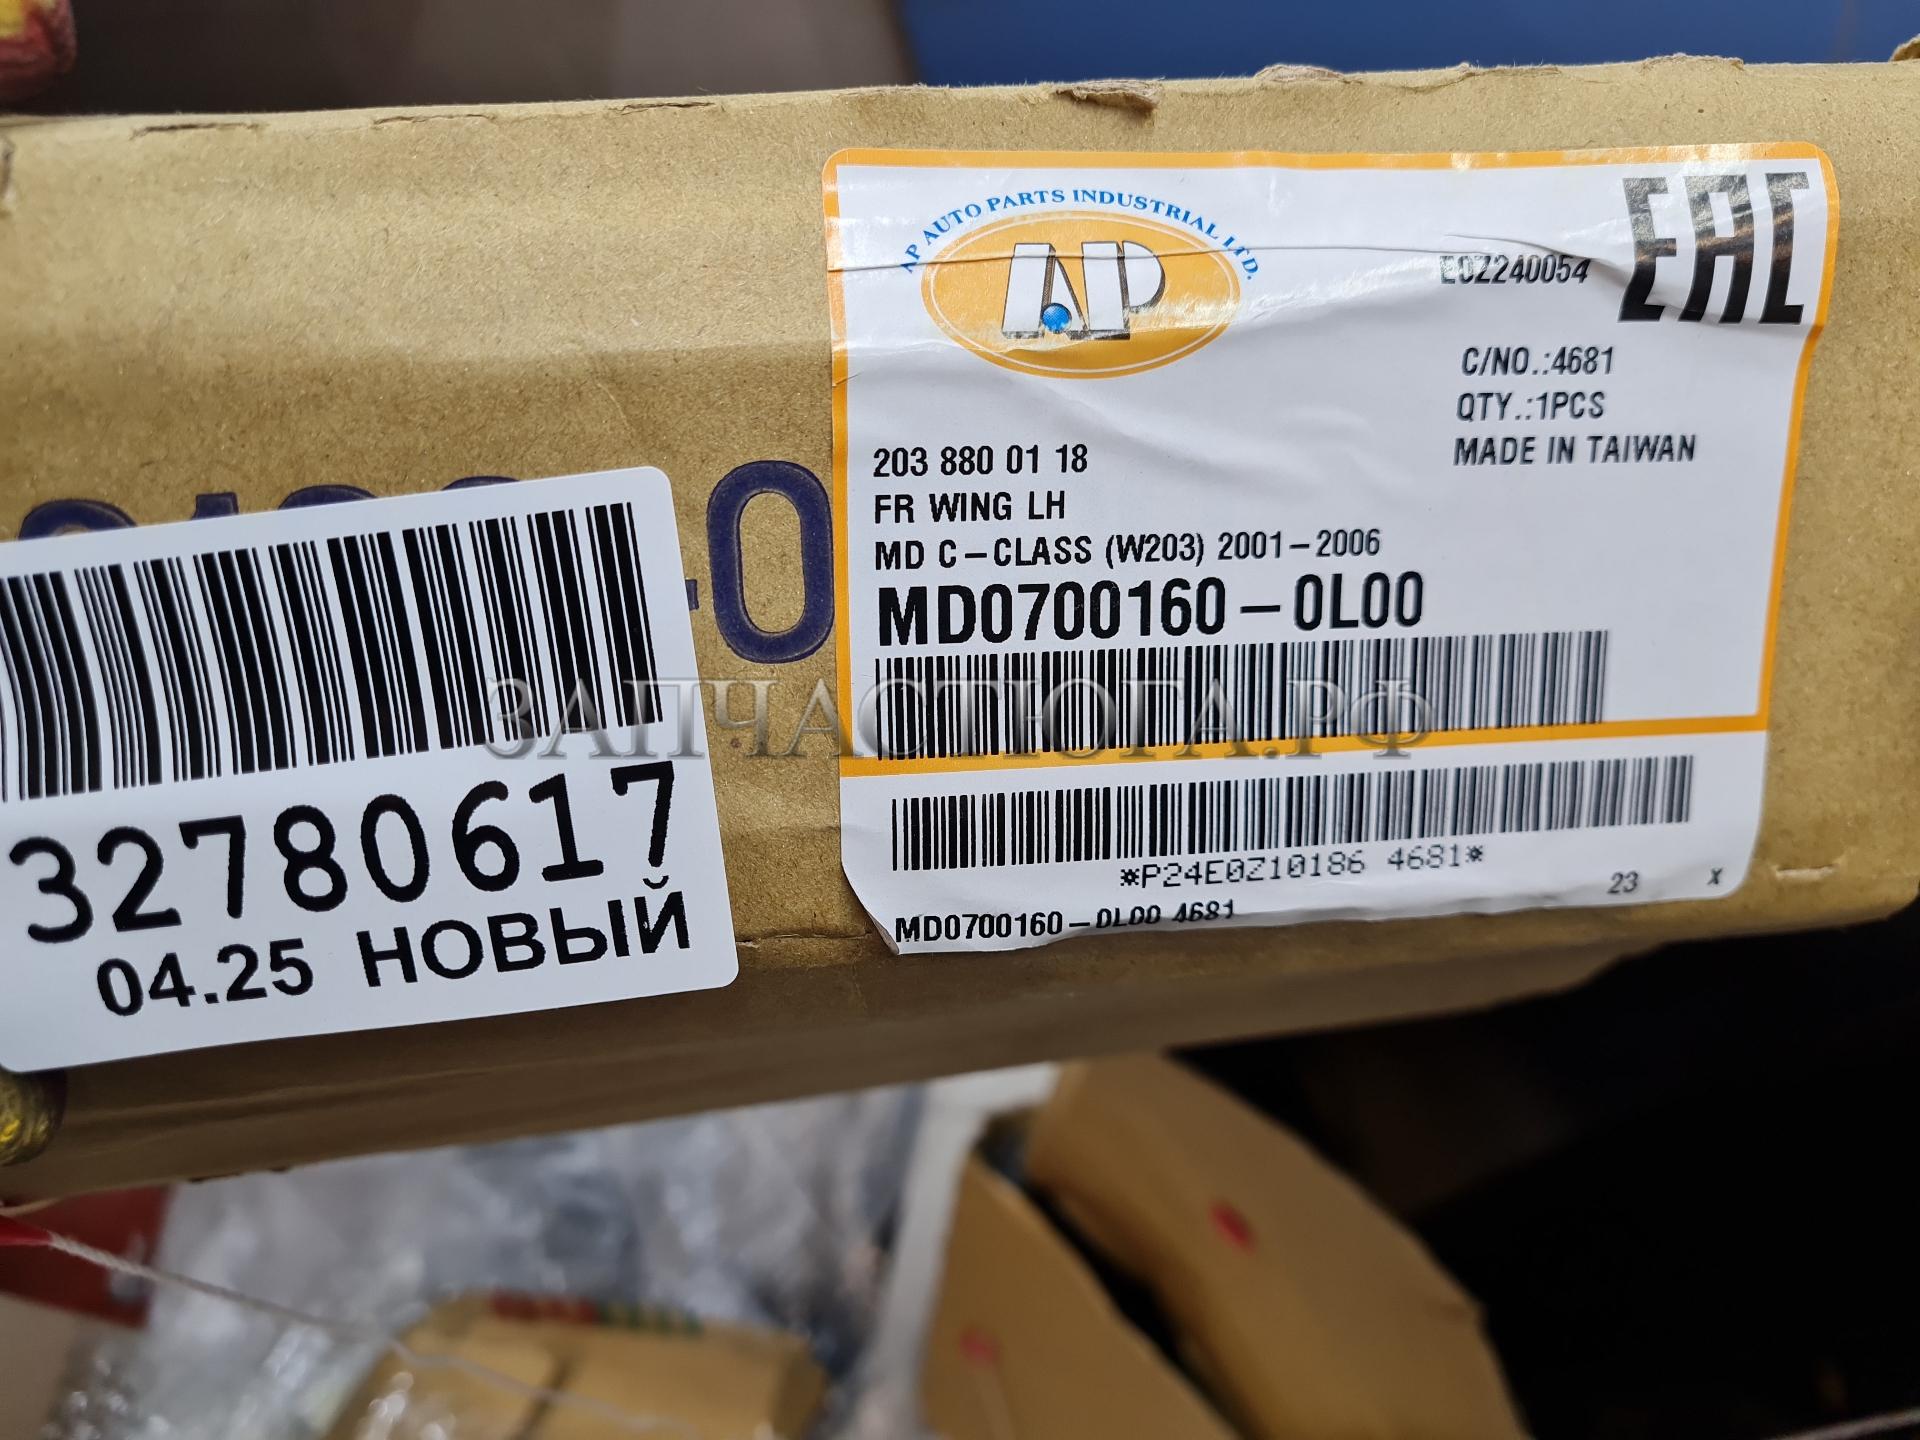 AP AUTO PARTS INDUSTRIAL LTD.
AP
E0Z240054
EAC
C/NO.:4681
QTY.:1PCS
MADE IN TAIWAN
203 880 01 18
FR WING LH
MD C-CLASS (W203) 2001-2006
MD0700160-0L00
ЗАПЧАСТЮГА.РФ
*P24E0Z10186 4681*
23 X
MD0700160-0L00 4681
32780617
04.25 НОВЫЙ